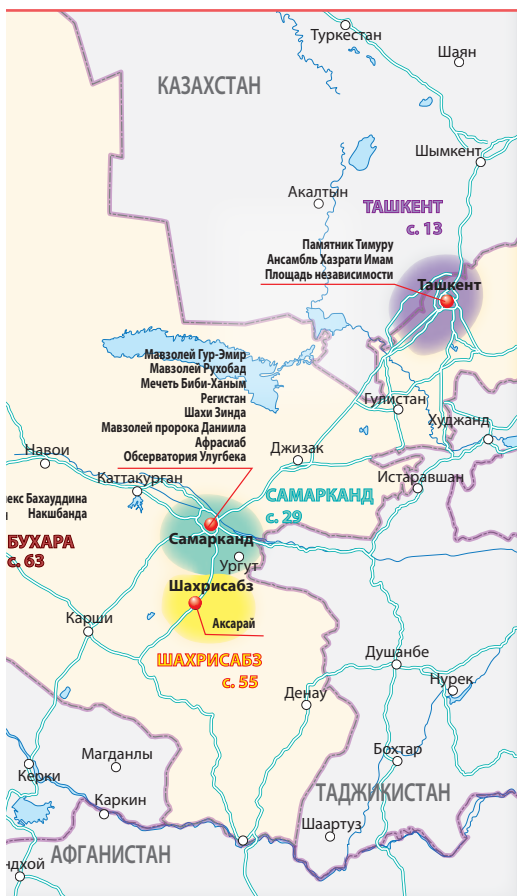 Туркестан
Шаян
КАЗАХСТАН
Шымкент
Акалтын
ТАШКЕНТ
с. 13
Памятник Тимуру
Ансамбль Хазрати Имам
Площадь независимости
Ташкент
Мавзолей Гур-Эмир
Мавзолей Рухобад
Мечеть Биби-Ханым
Регистан
Шахи Зинда
Мавзолей пророка Даниила
Афрасиаб
Обсерватория Улугбека
Гулистан
Худжанд
Джизак
Навои
Каттакурган
Истаравшан
лекс Бахауддина
Накшбанда
САМАРКАНД
с. 29
БУХАРА
с. 63
Самарканд
Ургут
Шахрисабз
Аксарай
Карши
ШАХРИСАБЗ
с. 55
Душанбе
Нурек
Денау
Бохтар
Магданлы
Керки
ТАДЖИКИСТАН
Каркин
Шаартуз
АФГАНИСТАН
ндхой